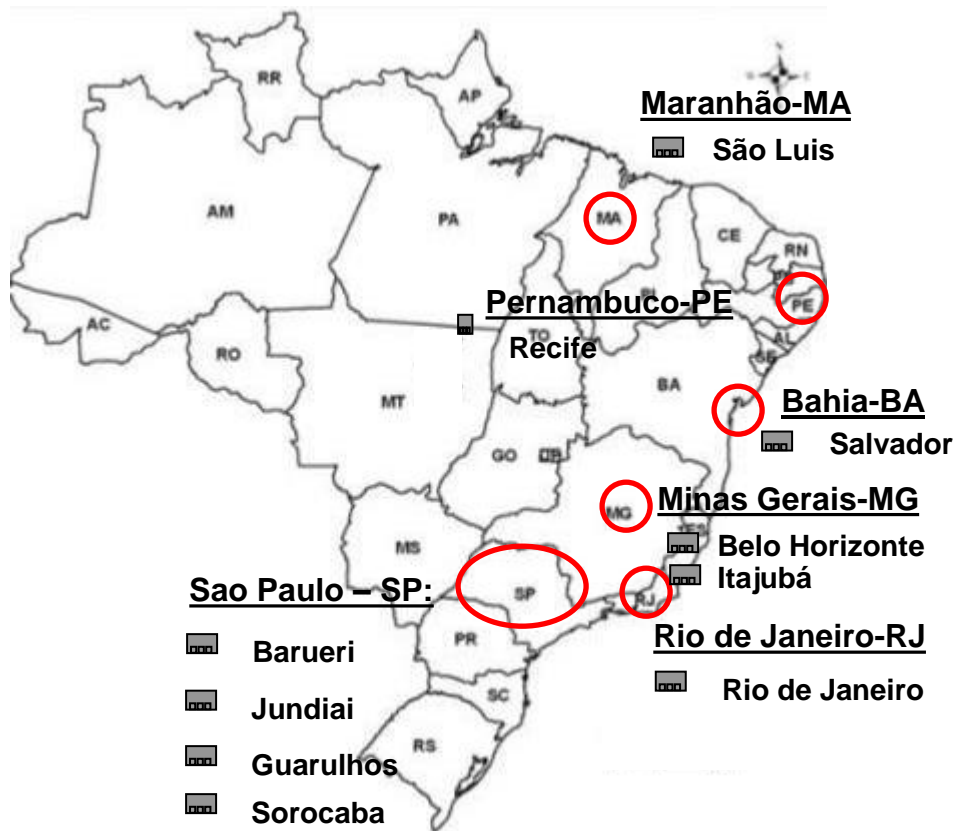 RR
AP
Maranhão-MA
São Luis
AM
PA
MA
CE
RN
PE
Pernambuco-PE
Recife
TO
AL
SE
AC
RO
MT
BA
Bahia-BA
Salvador
GO
MG
Minas Gerais-MG
ES
Belo Horizonte
Itajubá
MS
SP
RJ
Sao Paulo – SP:
Rio de Janeiro-RJ
Rio de Janeiro
PR
Barueri
SC
Jundiai
RS
Guarulhos
Sorocaba